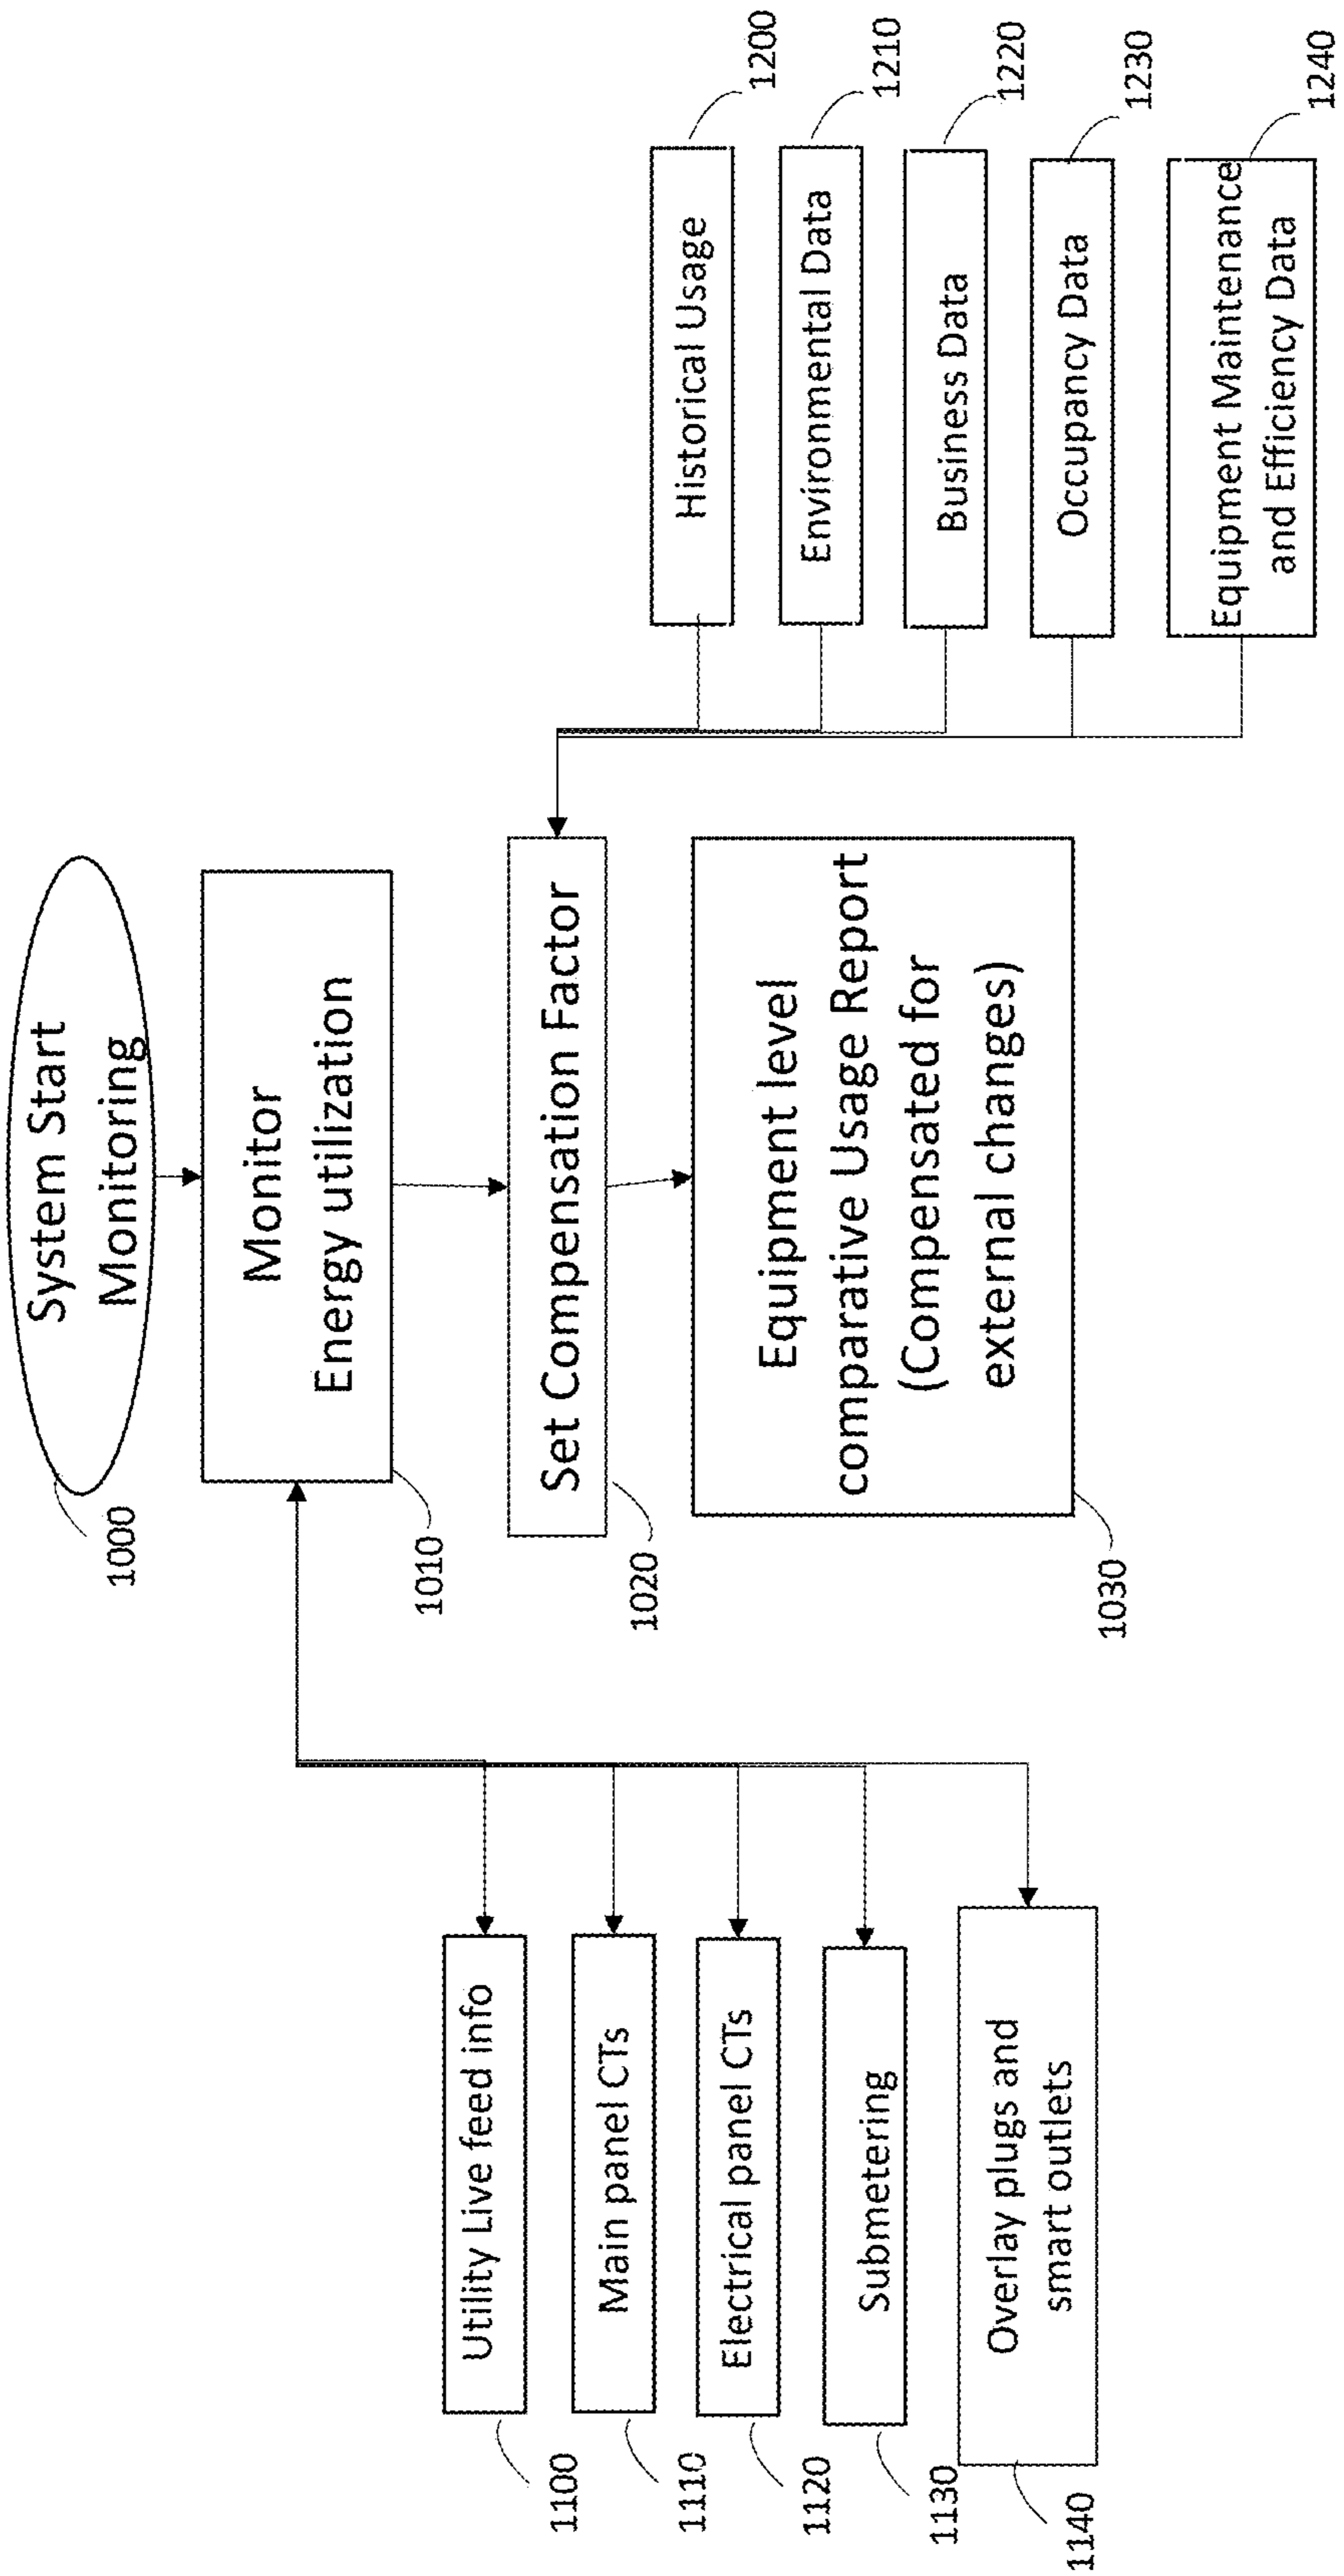 System Start
Monitoring
1000
Monitor
Energy utilization
1010
Set Compensation Factor
1020
Equipment level
comparative Usage Report
(Compensated for
external changes)
1030
Utility Live feed info
1100
Main panel CTs
1110
Electrical panel CTs
1120
Submetering
1130
Overlay plugs and
smart outlets
1140
Historical Usage
1200
Environmental Data
1210
Business Data
1220
Occupancy Data
1230
Equipment Maintenance
and Efficiency Data
1240